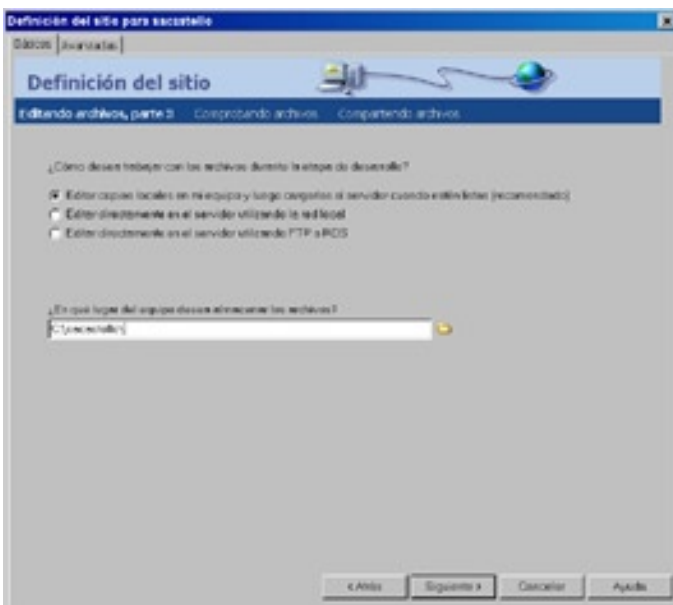 Definición del sitio para sacastello
Básicas Avanzadas
Definición del sitio
Editando archivos, parte 3 Comprobando archivos Compartiendo archivos
¿Cómo desea trabajar con los archivos durante la etapa de desarrollo?
Editar copias locales en mi equipo y luego cargarlas al servidor cuando estén listas (recomendado)
Editar directamente en el servidor utilizando la red local
Editar directamente en el servidor utilizando FTP o RDS
¿En qué lugar del equipo desea almacenar los archivos?
C:\sacastello\
< Atrás Siguiente > Cancelar Ayuda